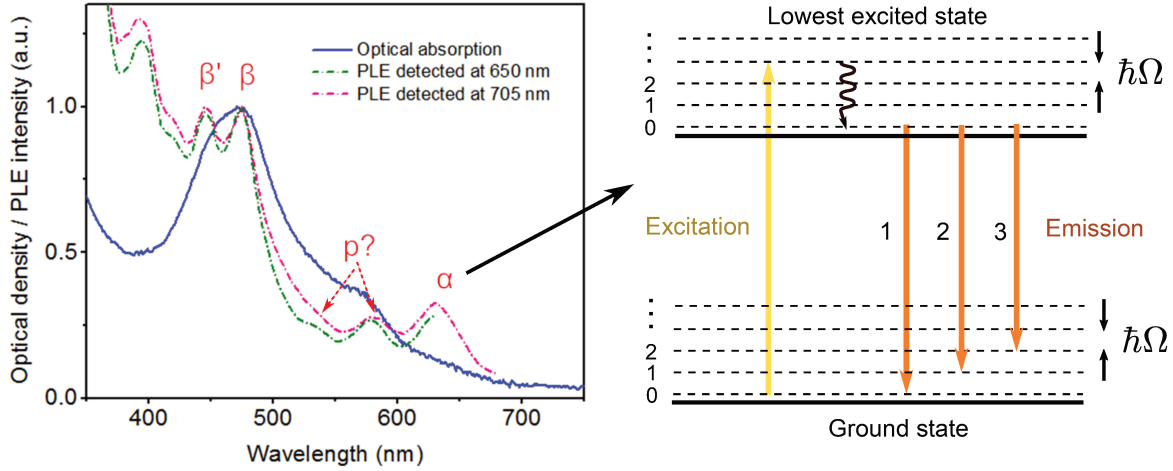 Optical density / PLE intensity (a.u.)
1.0
0.5
0.0
400
500
600
700
Wavelength (nm)
Optical absorption
PLE detected at 650 nm
PLE detected at 705 nm
β'
β
p?
α
Lowest excited state
:
2
1
0
ℏΩ
Excitation
1
2
3
Emission
:
2
1
0
ℏΩ
Ground state